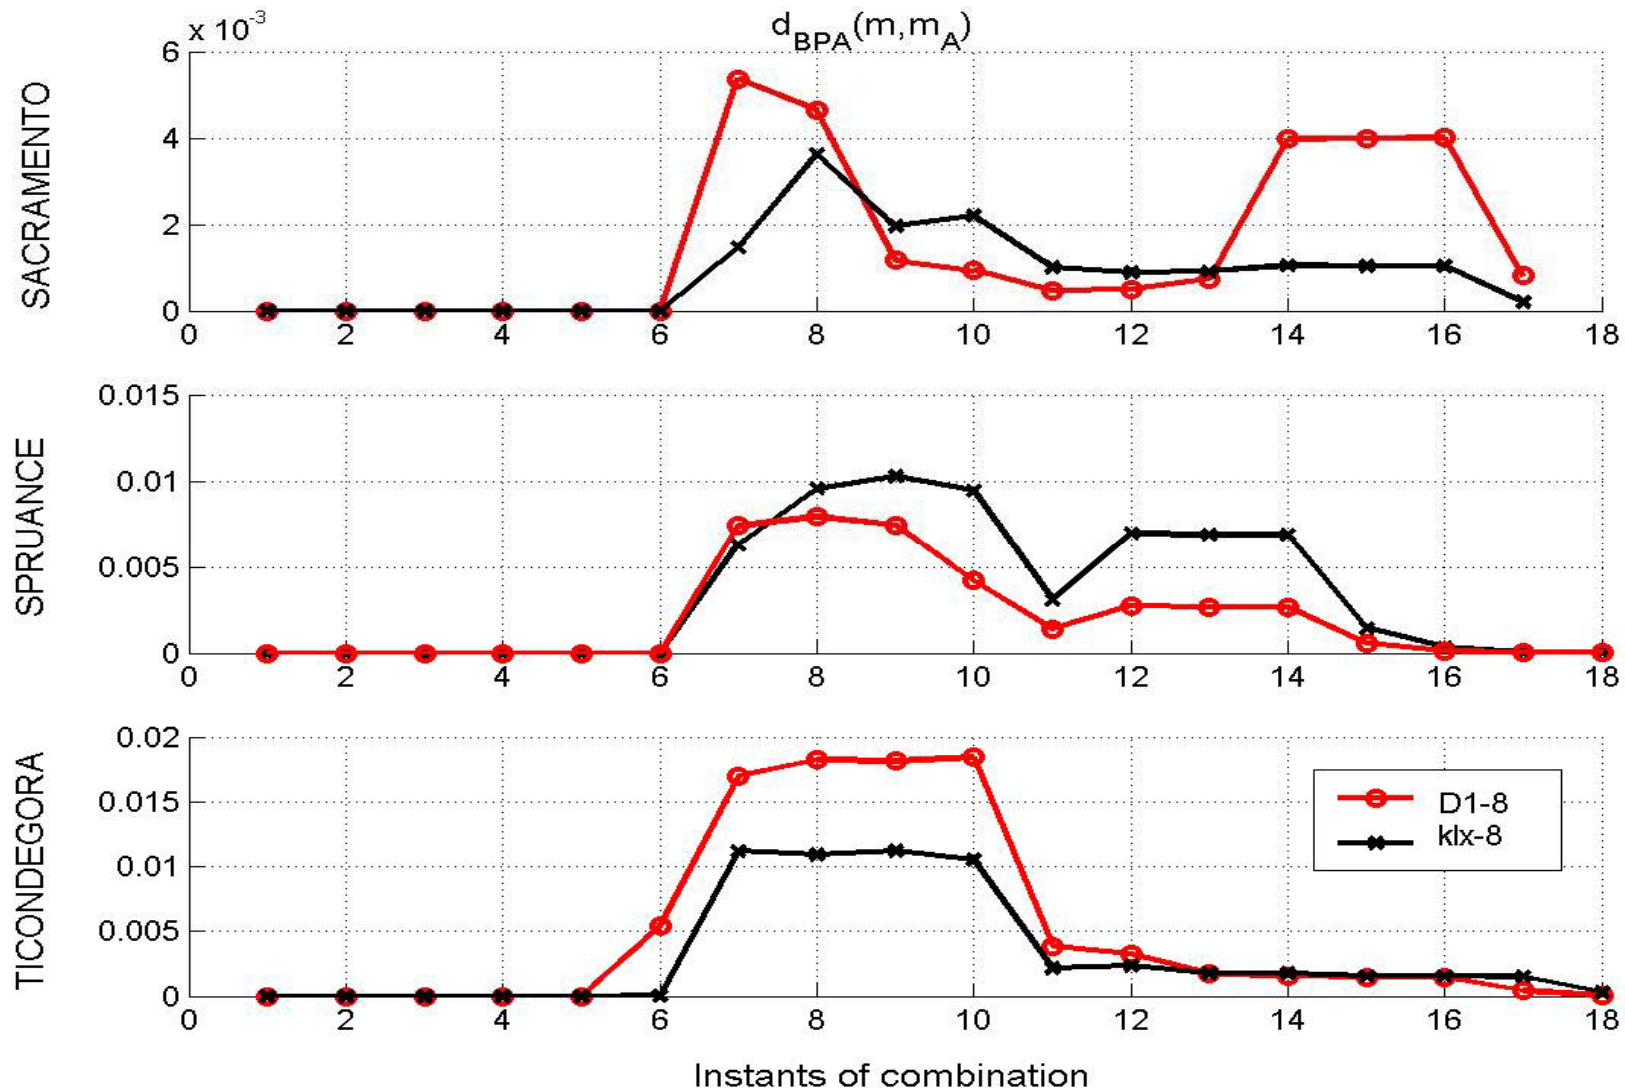 x 10-3
dBPA(m,mA)
SACRAMENTO
6
4
2
0
0 2 4 6 8 10 12 14 16 18
SPRUANCE
0.015
0.01
0.005
0
0 2 4 6 8 10 12 14 16 18
TICONDEGORA
0.02
0.015
0.01
0.005
0
D1-8
klx-8
0 2 4 6 8 10 12 14 16 18
Instants of combination